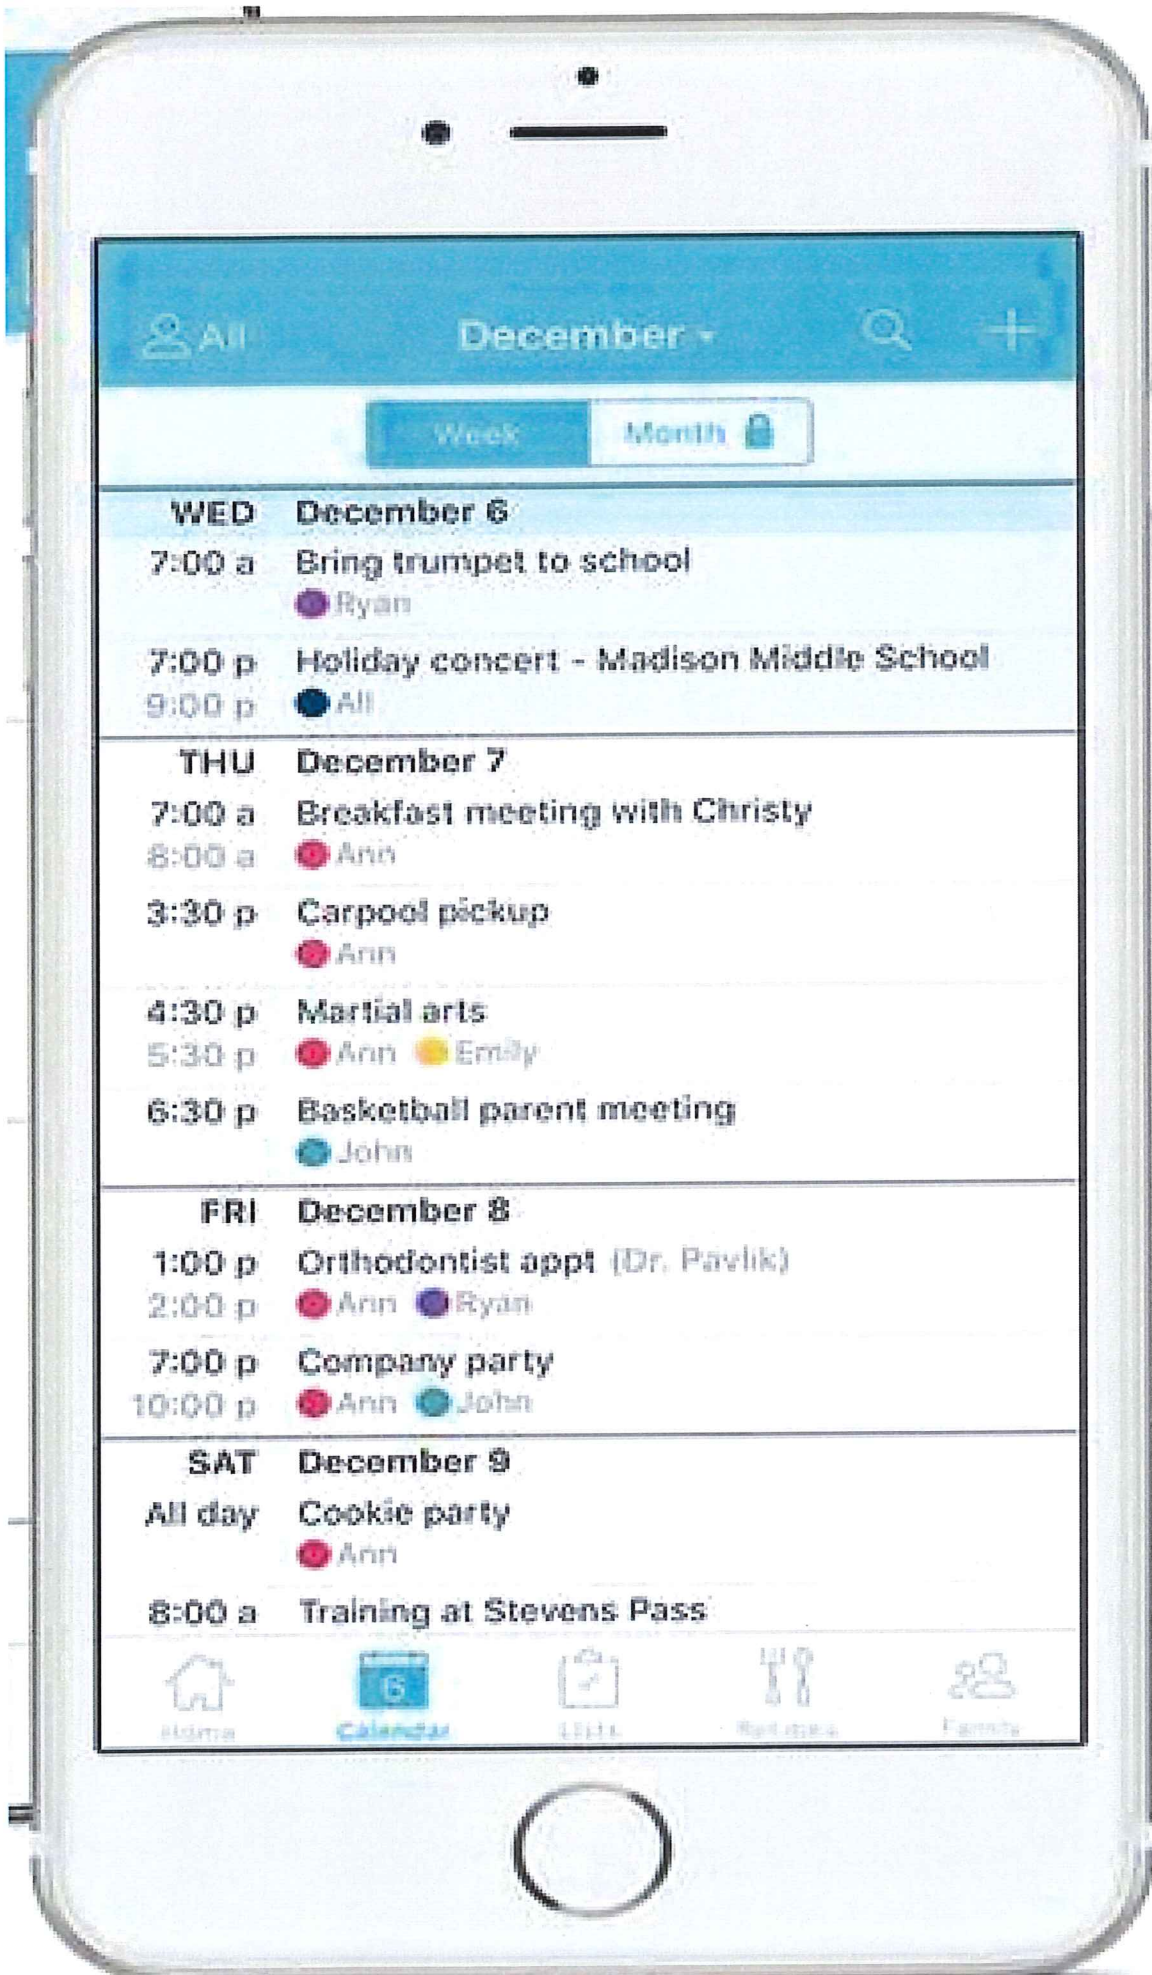 All December
Week Month
WED December 6
7:00 a Bring trumpet to school
Ryan
7:00 p Holiday concert - Madison Middle School
9:00 p All
THU December 7
7:00 a Breakfast meeting with Christy
8:00 a Ann
3:30 p Carpool pickup
Ann
4:30 p Martial arts
5:30 p Ann Emily
6:30 p Basketball parent meeting
John
FRI December 8
1:00 p Orthodontist appt (Dr. Pavlik)
2:00 p Ann Ryan
7:00 p Company party
10:00 p Ann John
SAT December 9
All day Cookie party
Ann
8:00 a Training at Stevens Pass
6
Home Calendar Lists Recipes Family